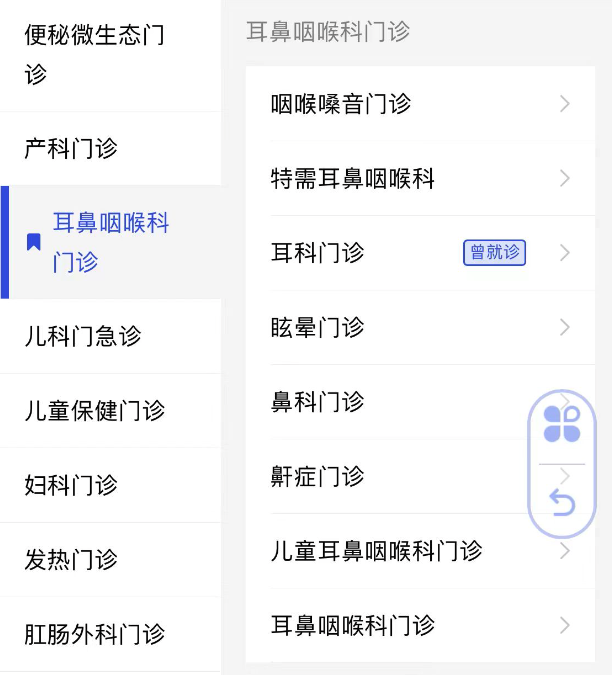 便秘微生态门
诊
产科门诊
耳鼻咽喉科
门诊
儿科门急诊
儿童保健门诊
妇科门诊
发热门诊
肛肠外科门诊
耳鼻咽喉科门诊
咽喉嗓音门诊
特需耳鼻咽喉科
耳科门诊
曾就诊
眩晕门诊
鼻科门诊
鼾症门诊
儿童耳鼻咽喉科门诊
耳鼻咽喉科门诊